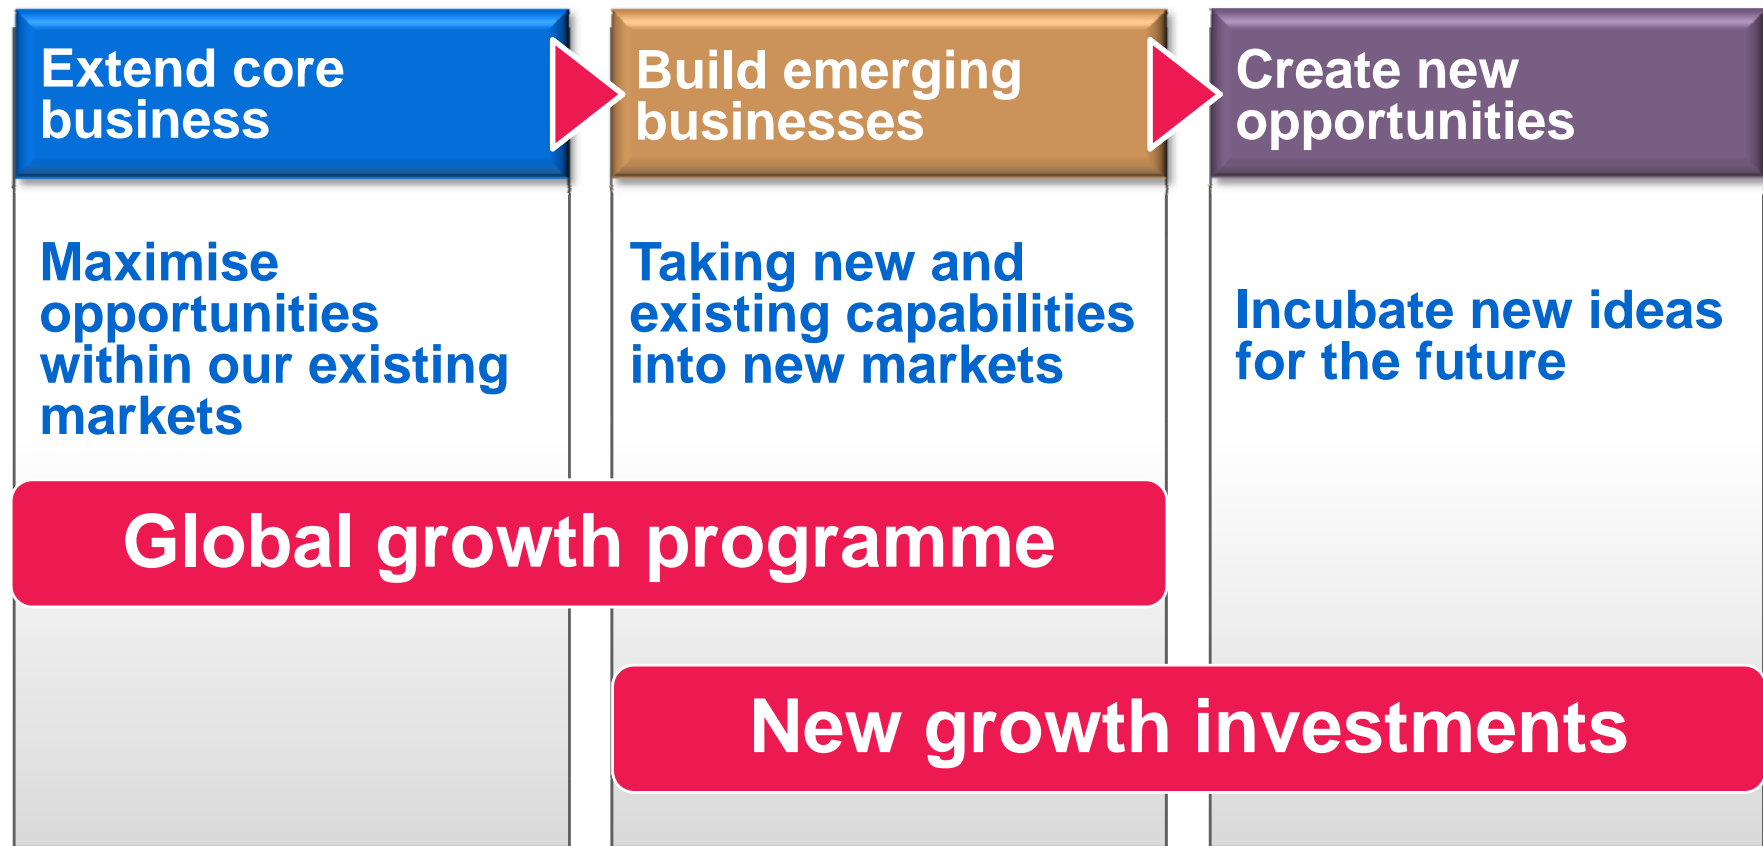 Extend core
business
Build emerging
businesses
Create new
opportunities
Maximise
opportunities
within our existing
markets
Taking new and
existing capabilities
into new markets
Incubate new ideas
for the future
Global growth programme
New growth investments